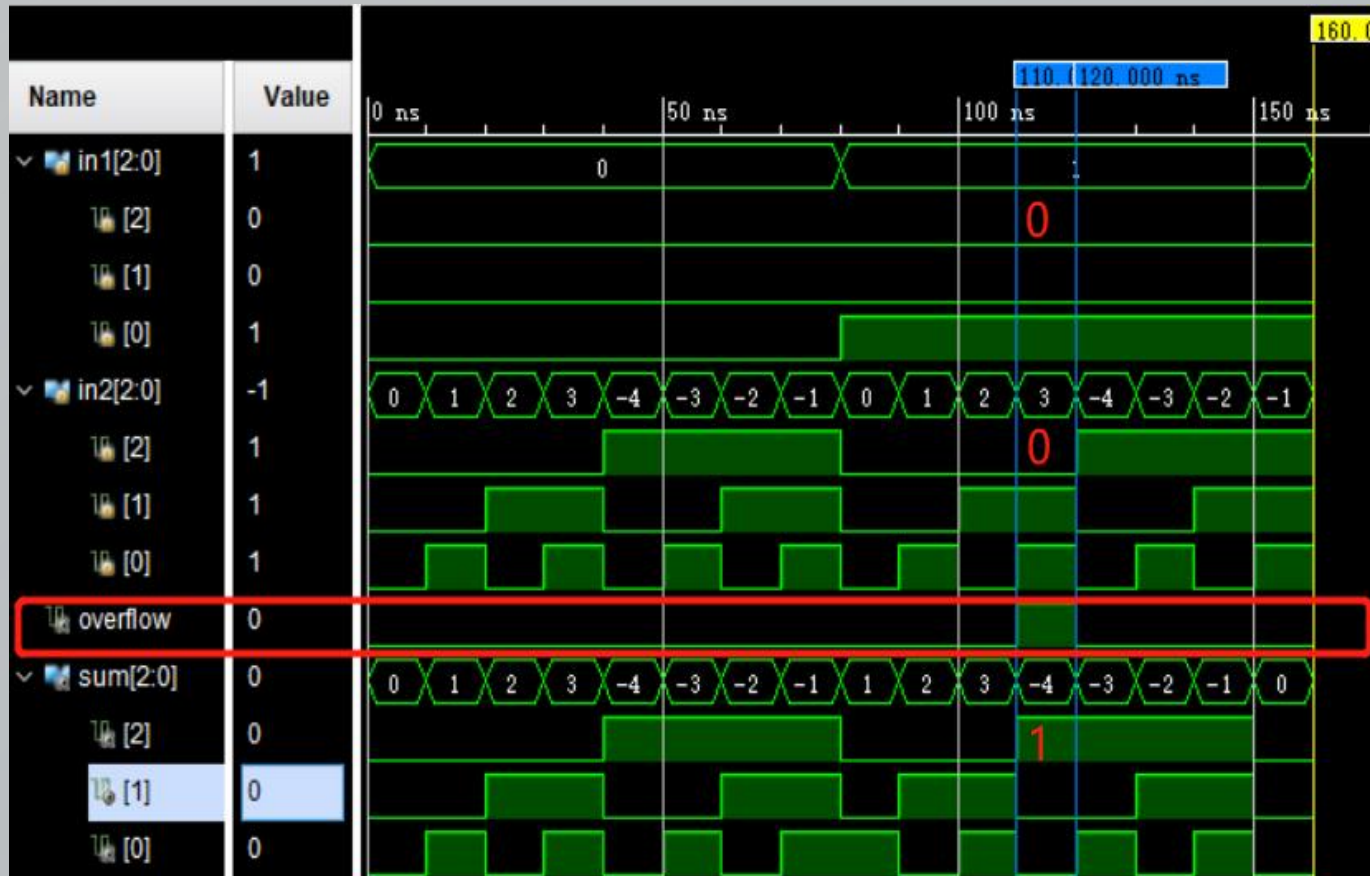 160.0
110.0 120.000 ns
Name Value 0 ns 50 ns 100 ns 150 ns
in1[2:0] 1 0 1
[2] 0 0
[1] 0
[0] 1
in2[2:0] -1 0 1 2 3 -4 -3 -2 -1 0 1 2 3 -4 -3 -2 -1
[2] 1 0
[1] 1
[0] 1
overflow 0
sum[2:0] 0 0 1 2 3 -4 -3 -2 -1 1 2 3 -4 -3 -2 -1 0
[2] 0 1
[1] 0
[0] 0